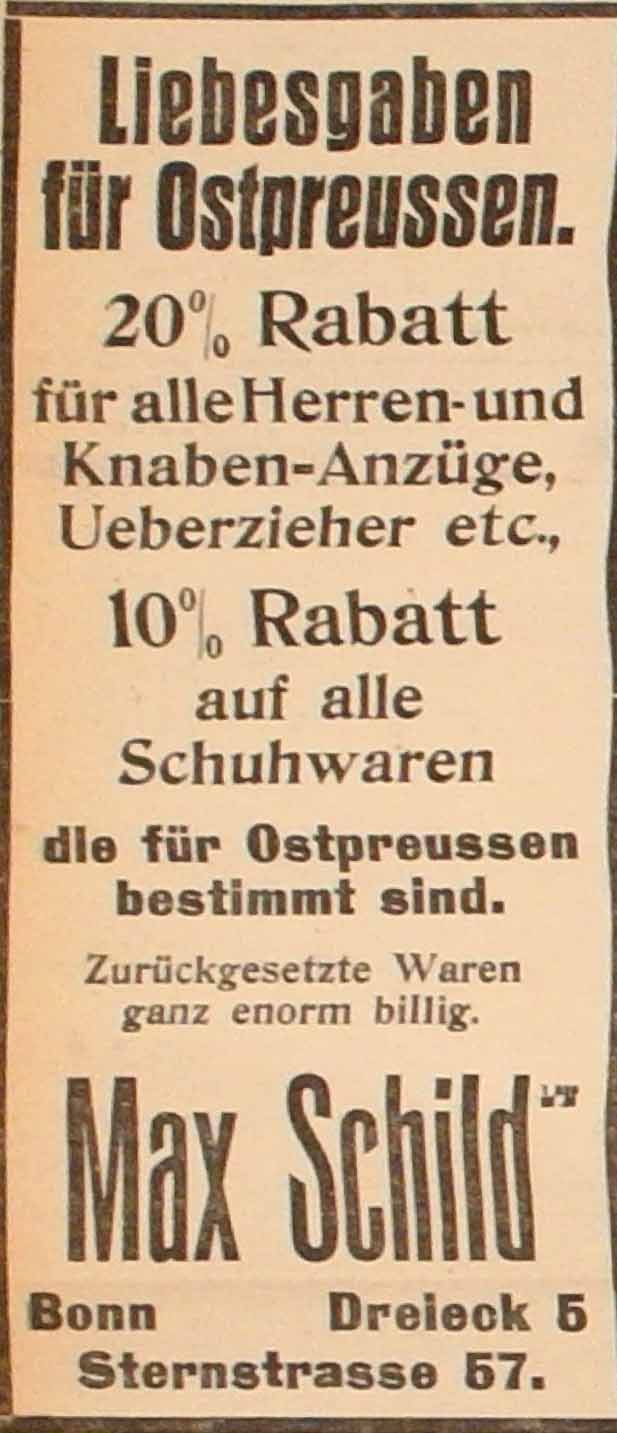 Liebesgaben
für Ostpreussen.
20% Rabatt
für alle Herren- und
Knaben-Anzüge,
Ueberzieher etc.,
10% Rabatt
auf alle
Schuhwaren
die für Ostpreussen
bestimmt sind.
Zurückgesetzte Waren
ganz enorm billig.
Max Schild
Bonn Dreieck 5
Sternstrasse 57.